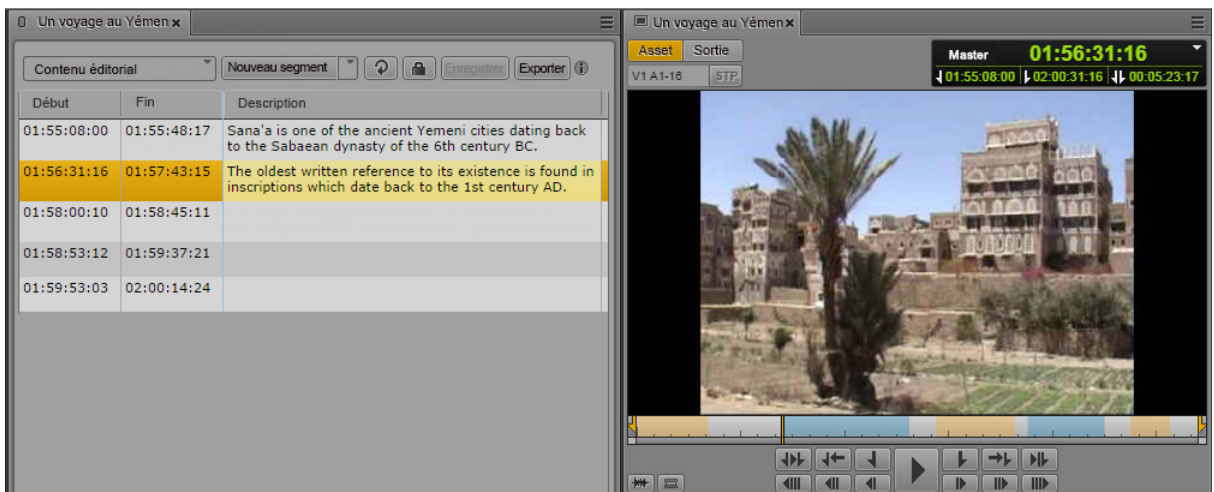 Un voyage au Yémen x
Contenu éditorial
Nouveau segment
Enregistrer
Exporter
Début Fin Description
01:55:08:00 01:55:48:17 Sana'a is one of the ancient Yemeni cities dating back
to the Sabaean dynasty of the 6th century BC.
01:56:31:16 01:57:43:15 The oldest written reference to its existence is found in
inscriptions which date back to the 1st century AD.
01:58:00:10 01:58:45:11
01:58:53:12 01:59:37:21
01:59:53:03 02:00:14:24
Un voyage au Yémen x
Asset Sortie
V1 A1-16 STP
Master 01:56:31:16
01:55:08:00 02:00:31:16 00:05:23:17